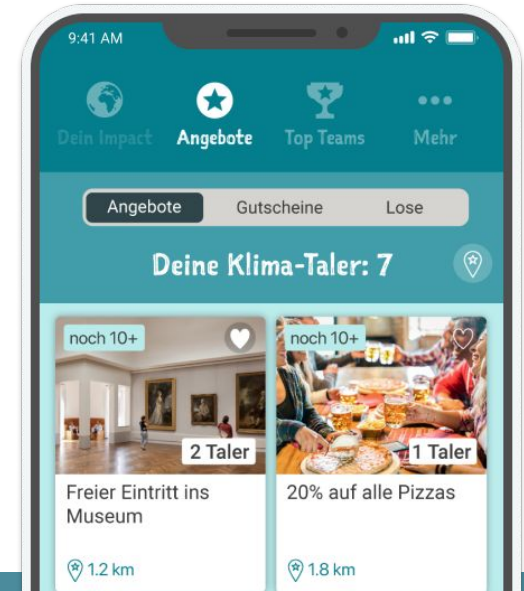 9:41 AM
Dein Impact Angebote Top Teams Mehr
Angebote Gutscheine Lose
Deine Klima-Taler: 7
noch 10+ noch 10+
2 Taler 1 Taler
Freier Eintritt ins 20% auf alle Pizzas
Museum
1.2 km 1.8 km